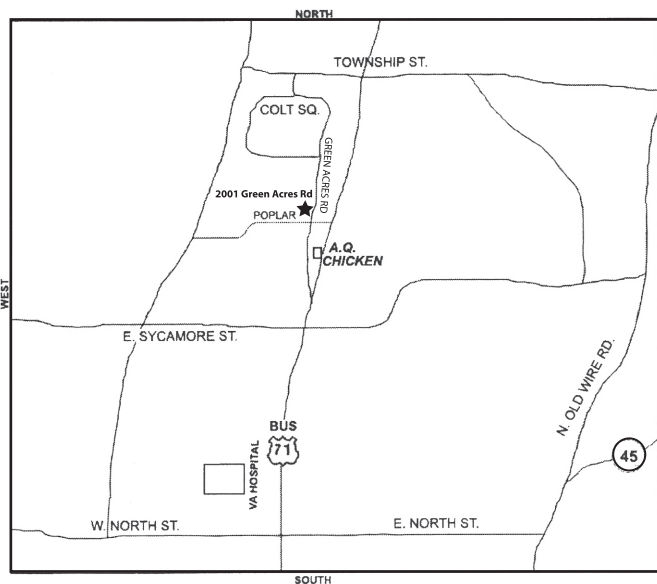 NORTH
TOWNSHIP ST.
COLT SQ.
GREEN ACRES RD
2001 Green Acres Rd
POPLAR
A.Q.
CHICKEN
WEST
E. SYCAMORE ST.
N. OLD WIRE RD.
BUS
71
45
VA HOSPITAL
W. NORTH ST.
E. NORTH ST.
SOUTH